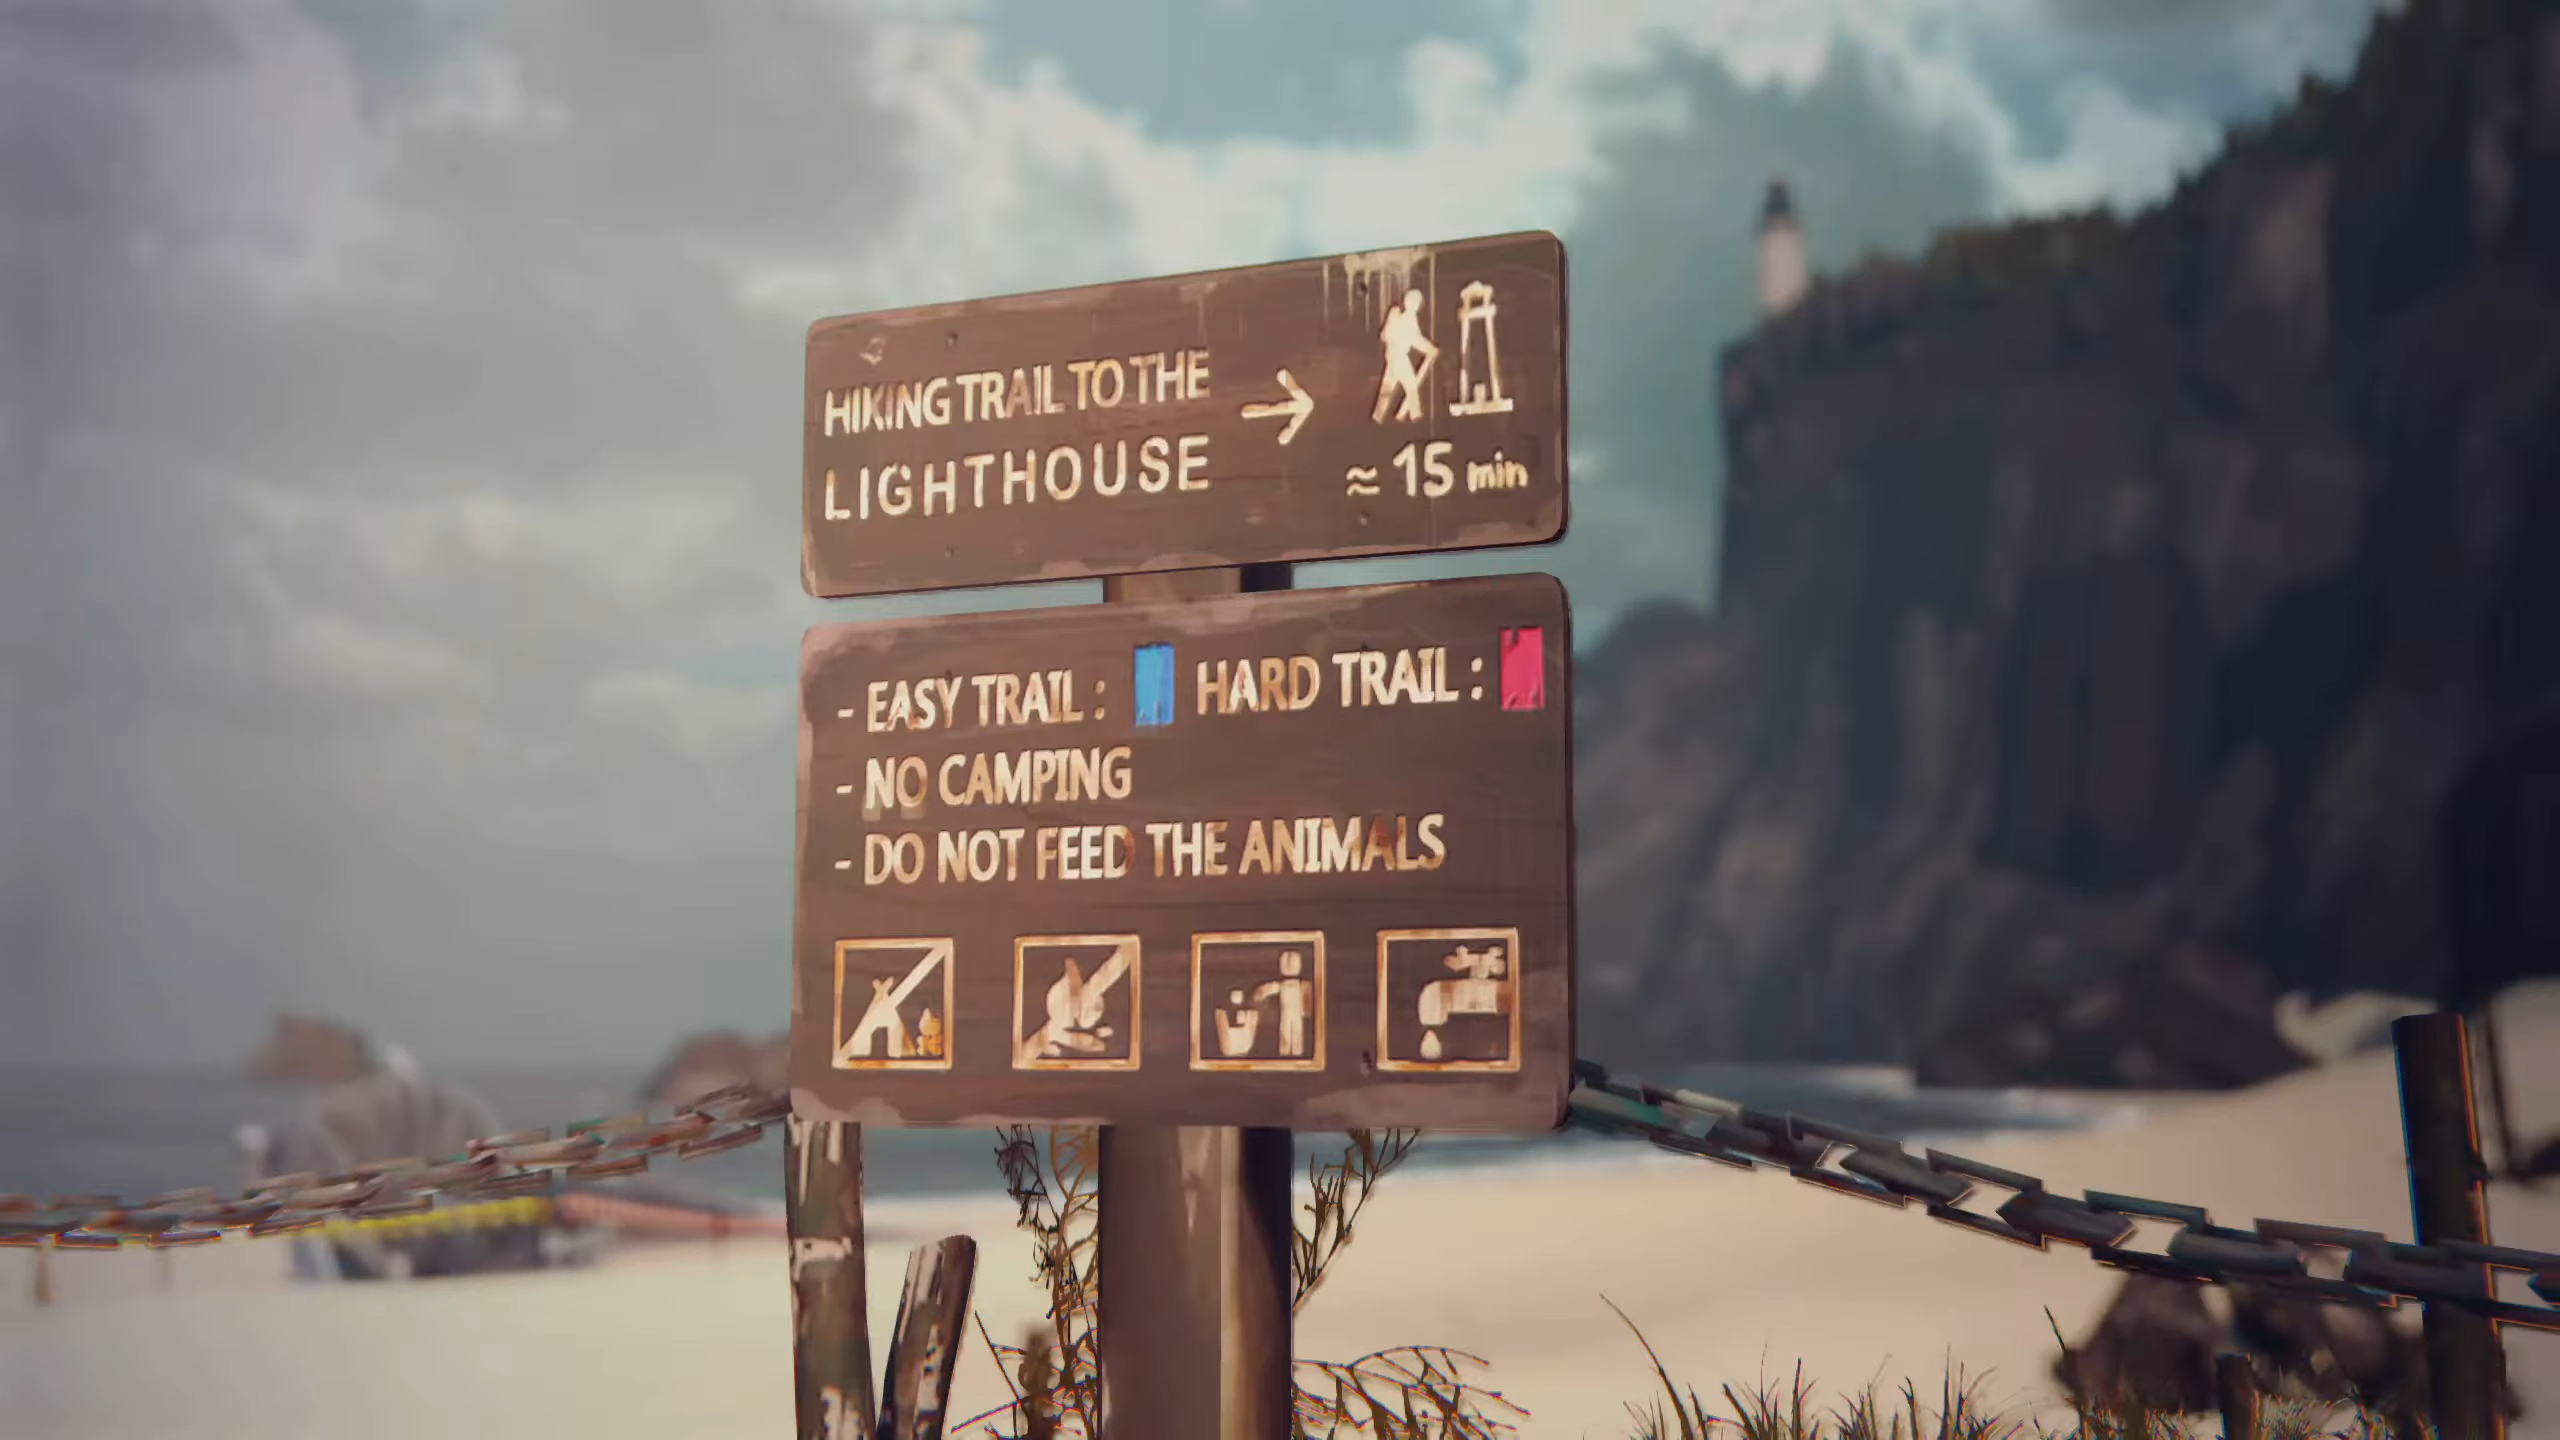 HIKING TRAIL TO THE
LIGHTHOUSE →
≈ 15 min
- EASY TRAIL : HARD TRAIL :
- NO CAMPING
- DO NOT FEED THE ANIMALS